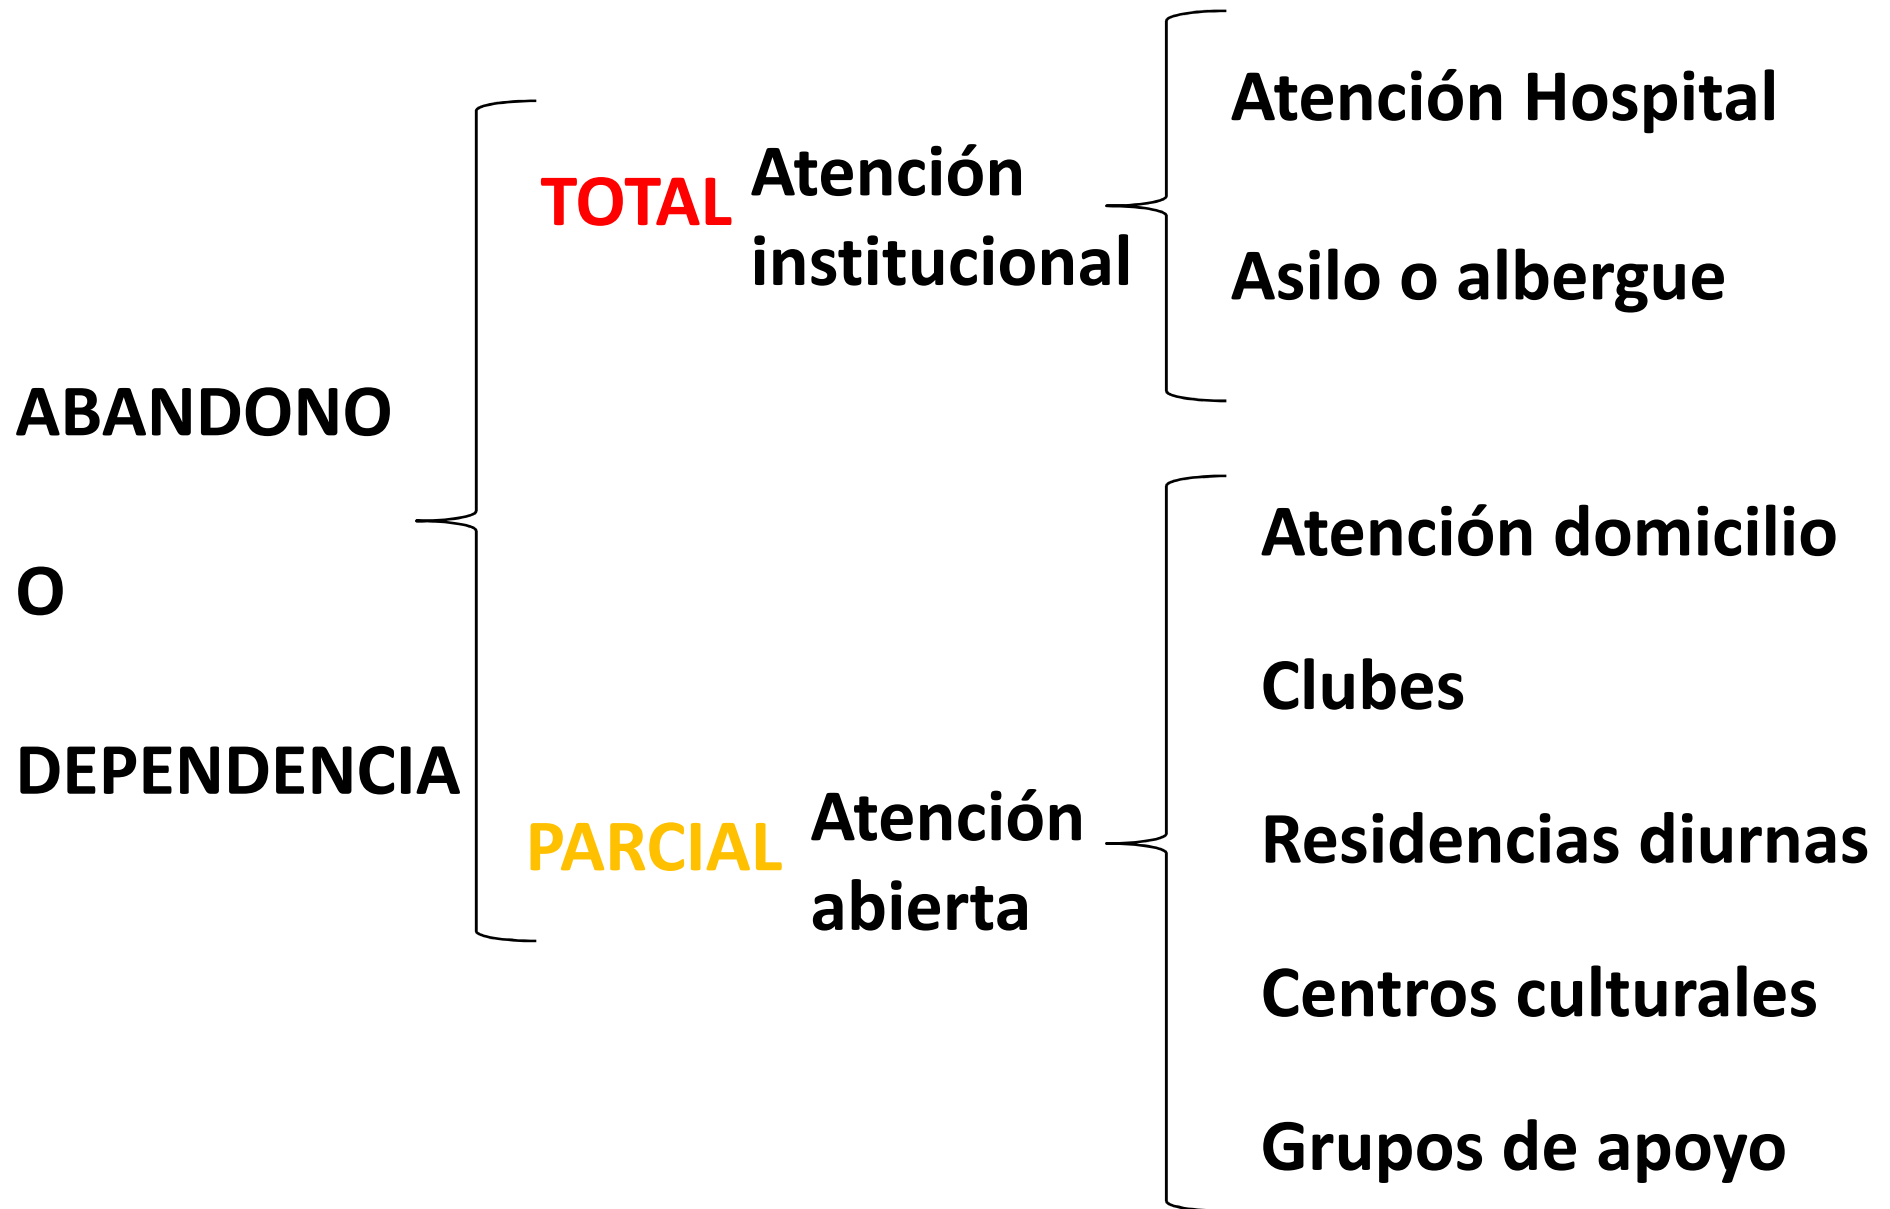 ABANDONO
O
DEPENDENCIA
TOTAL
Atención
institucional
Atención Hospital
Asilo o albergue
PARCIAL
Atención
abierta
Atención domicilio
Clubes
Residencias diurnas
Centros culturales
Grupos de apoyo